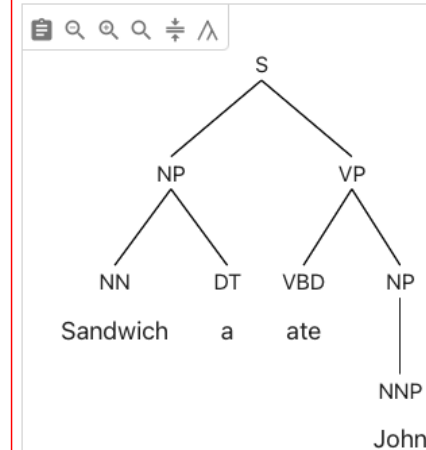 S
NP VP
NN DT VBD NP
Sandwich a ate
NNP
John